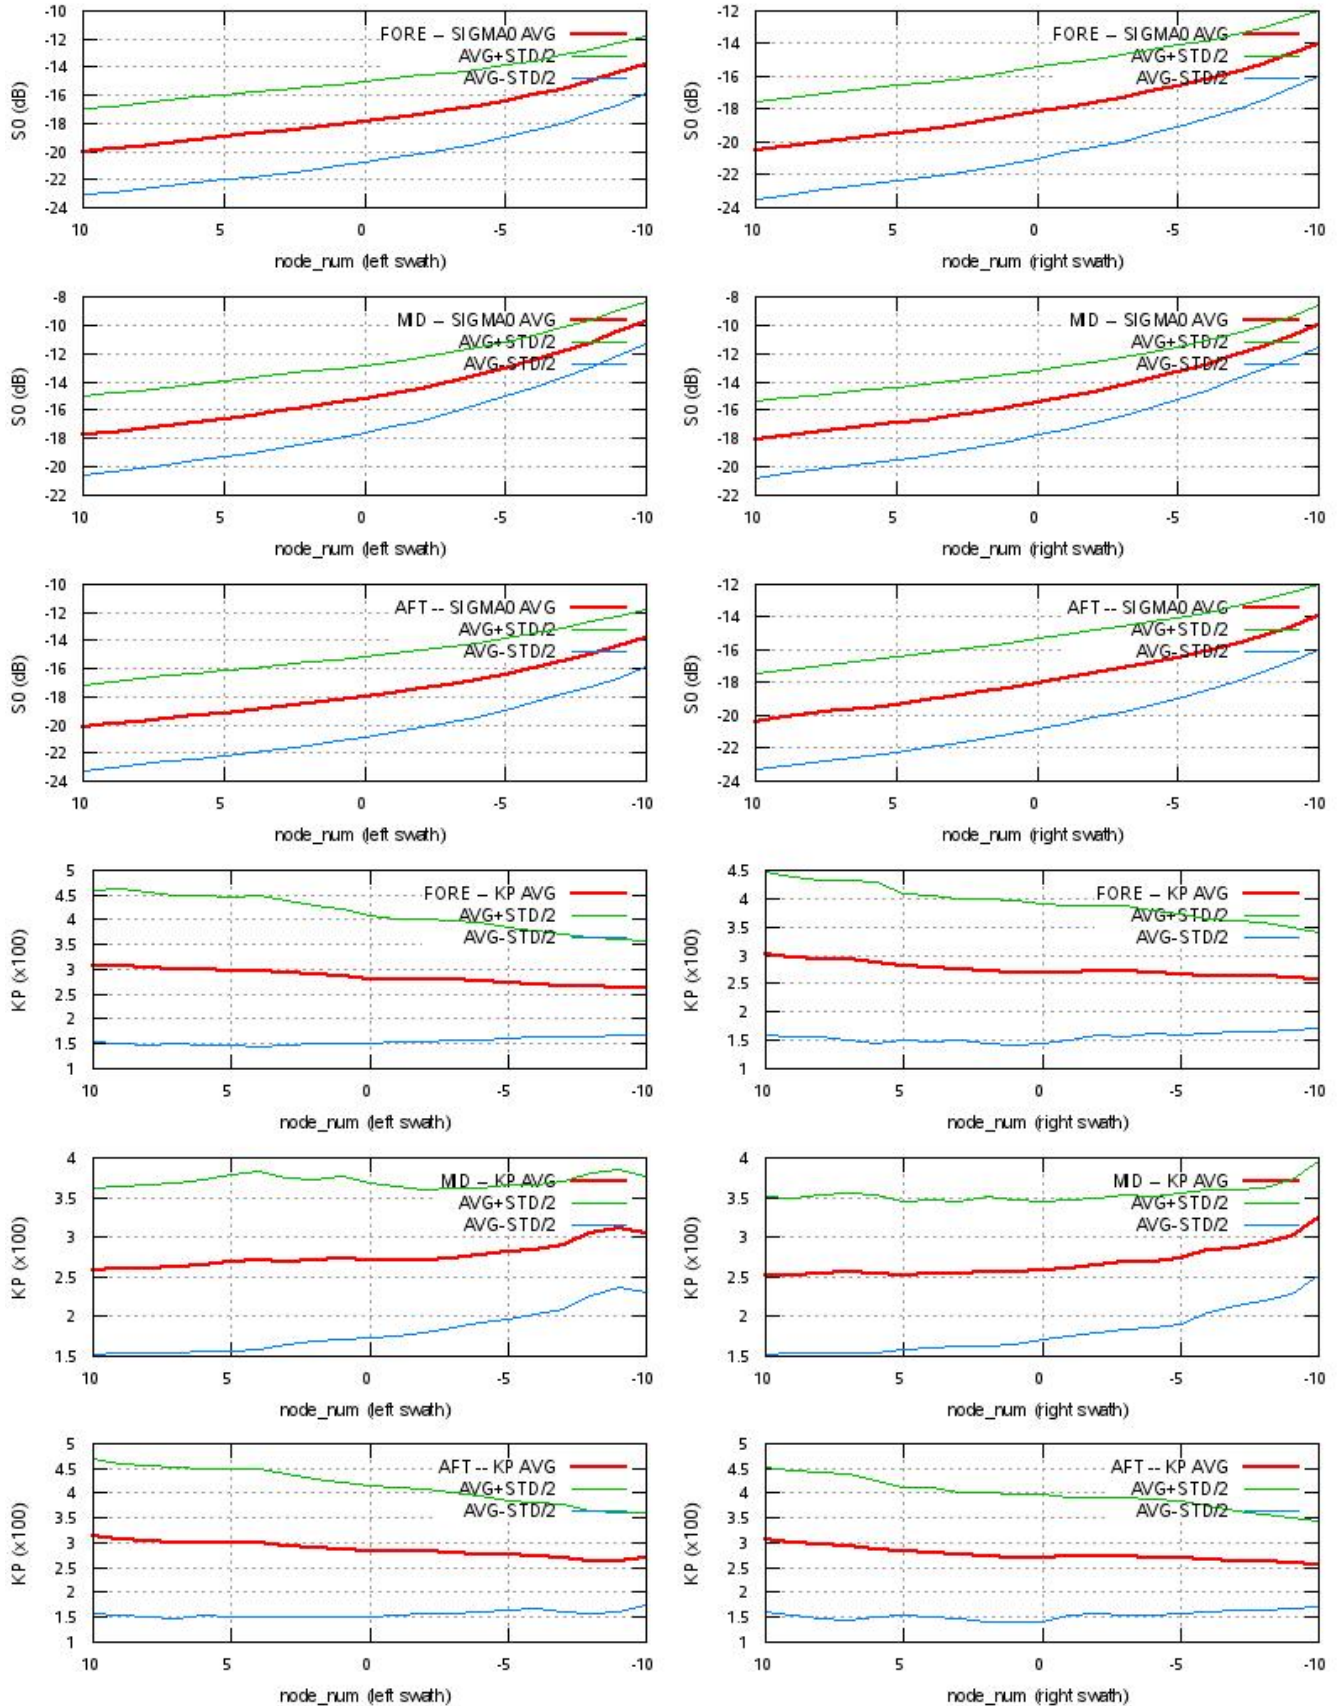 -10
-12
-14
-16
-18
-20
-22
-24
S0 (dB)
FORE -- SIGMA0 AVG
AVG+STD/2
AVG-STD/2
10 5 0 -5 -10
node_num (left swath)
-12
-14
-16
-18
-20
-22
-24
S0 (dB)
FORE -- SIGMA0 AVG
AVG+STD/2
AVG-STD/2
10 5 0 -5 -10
node_num (right swath)
-8
-10
-12
-14
-16
-18
-20
-22
S0 (dB)
MID -- SIGMA0 AVG
AVG+STD/2
AVG-STD/2
10 5 0 -5 -10
node_num (left swath)
-8
-10
-12
-14
-16
-18
-20
-22
S0 (dB)
MID -- SIGMA0 AVG
AVG+STD/2
AVG-STD/2
10 5 0 -5 -10
node_num (right swath)
-10
-12
-14
-16
-18
-20
-22
-24
S0 (dB)
AFT -- SIGMA0 AVG
AVG+STD/2
AVG-STD/2
10 5 0 -5 -10
node_num (left swath)
-12
-14
-16
-18
-20
-22
-24
S0 (dB)
AFT -- SIGMA0 AVG
AVG+STD/2
AVG-STD/2
10 5 0 -5 -10
node_num (right swath)
5
4.5
4
3.5
3
2.5
2
1.5
1
KP (x100)
FORE -- KP AVG
AVG+STD/2
AVG-STD/2
10 5 0 -5 -10
node_num (left swath)
4.5
4
3.5
3
2.5
2
1.5
1
KP (x100)
FORE -- KP AVG
AVG+STD/2
AVG-STD/2
10 5 0 -5 -10
node_num (right swath)
4
3.5
3
2.5
2
1.5
KP (x100)
MID -- KP AVG
AVG+STD/2
AVG-STD/2
10 5 0 -5 -10
node_num (left swath)
4
3.5
3
2.5
2
1.5
KP (x100)
MID -- KP AVG
AVG+STD/2
AVG-STD/2
10 5 0 -5 -10
node_num (right swath)
5
4.5
4
3.5
3
2.5
2
1.5
1
KP (x100)
AFT -- KP AVG
AVG+STD/2
AVG-STD/2
10 5 0 -5 -10
node_num (left swath)
5
4.5
4
3.5
3
2.5
2
1.5
1
KP (x100)
AFT -- KP AVG
AVG+STD/2
AVG-STD/2
10 5 0 -5 -10
node_num (right swath)